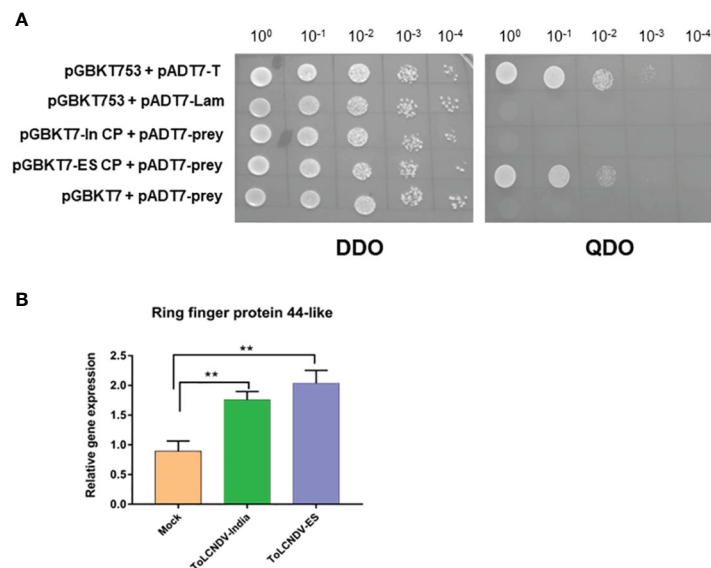 A
10⁰ 10⁻¹ 10⁻² 10⁻³ 10⁻⁴ 10⁰ 10⁻¹ 10⁻² 10⁻³ 10⁻⁴
pGBKT753 + pADT7-T
pGBKT753 + pADT7-Lam
pGBKT7-In CP + pADT7-prey
pGBKT7-ES CP + pADT7-prey
pGBKT7 + pADT7-prey
DDO QDO
B
Ring finger protein 44-like
Relative gene expression
2.5
2.0
1.5
1.0
0.5
0.0
**
**
Mock
ToLCNDV-India
ToLCNDV-ES